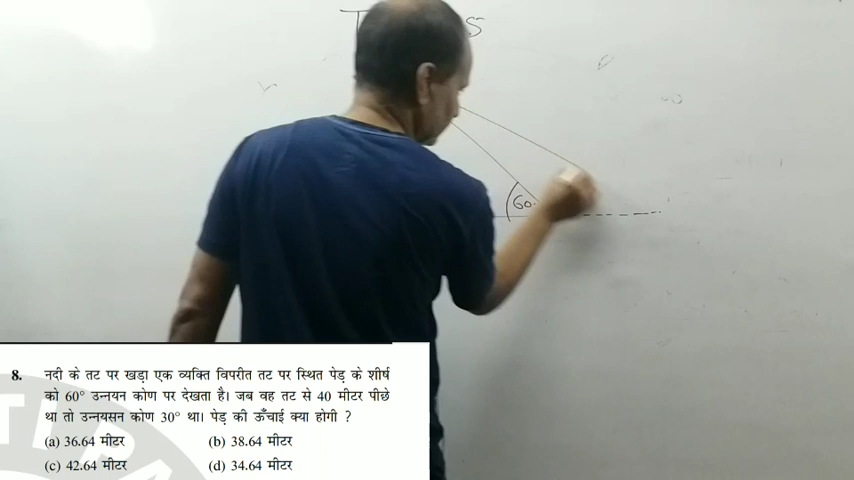 S
60°
8. नदी के तट पर खड़ा एक व्यक्ति विपरीत तट पर स्थित पेड़ के शीर्ष
को 60° उन्नयन कोण पर देखता है। जब वह तट से 40 मीटर पीछे
था तो उन्नयसन कोण 30° था। पेड़ की ऊँचाई क्या होगी ?
(a) 36.64 मीटर (b) 38.64 मीटर
(c) 42.64 मीटर (d) 34.64 मीटर